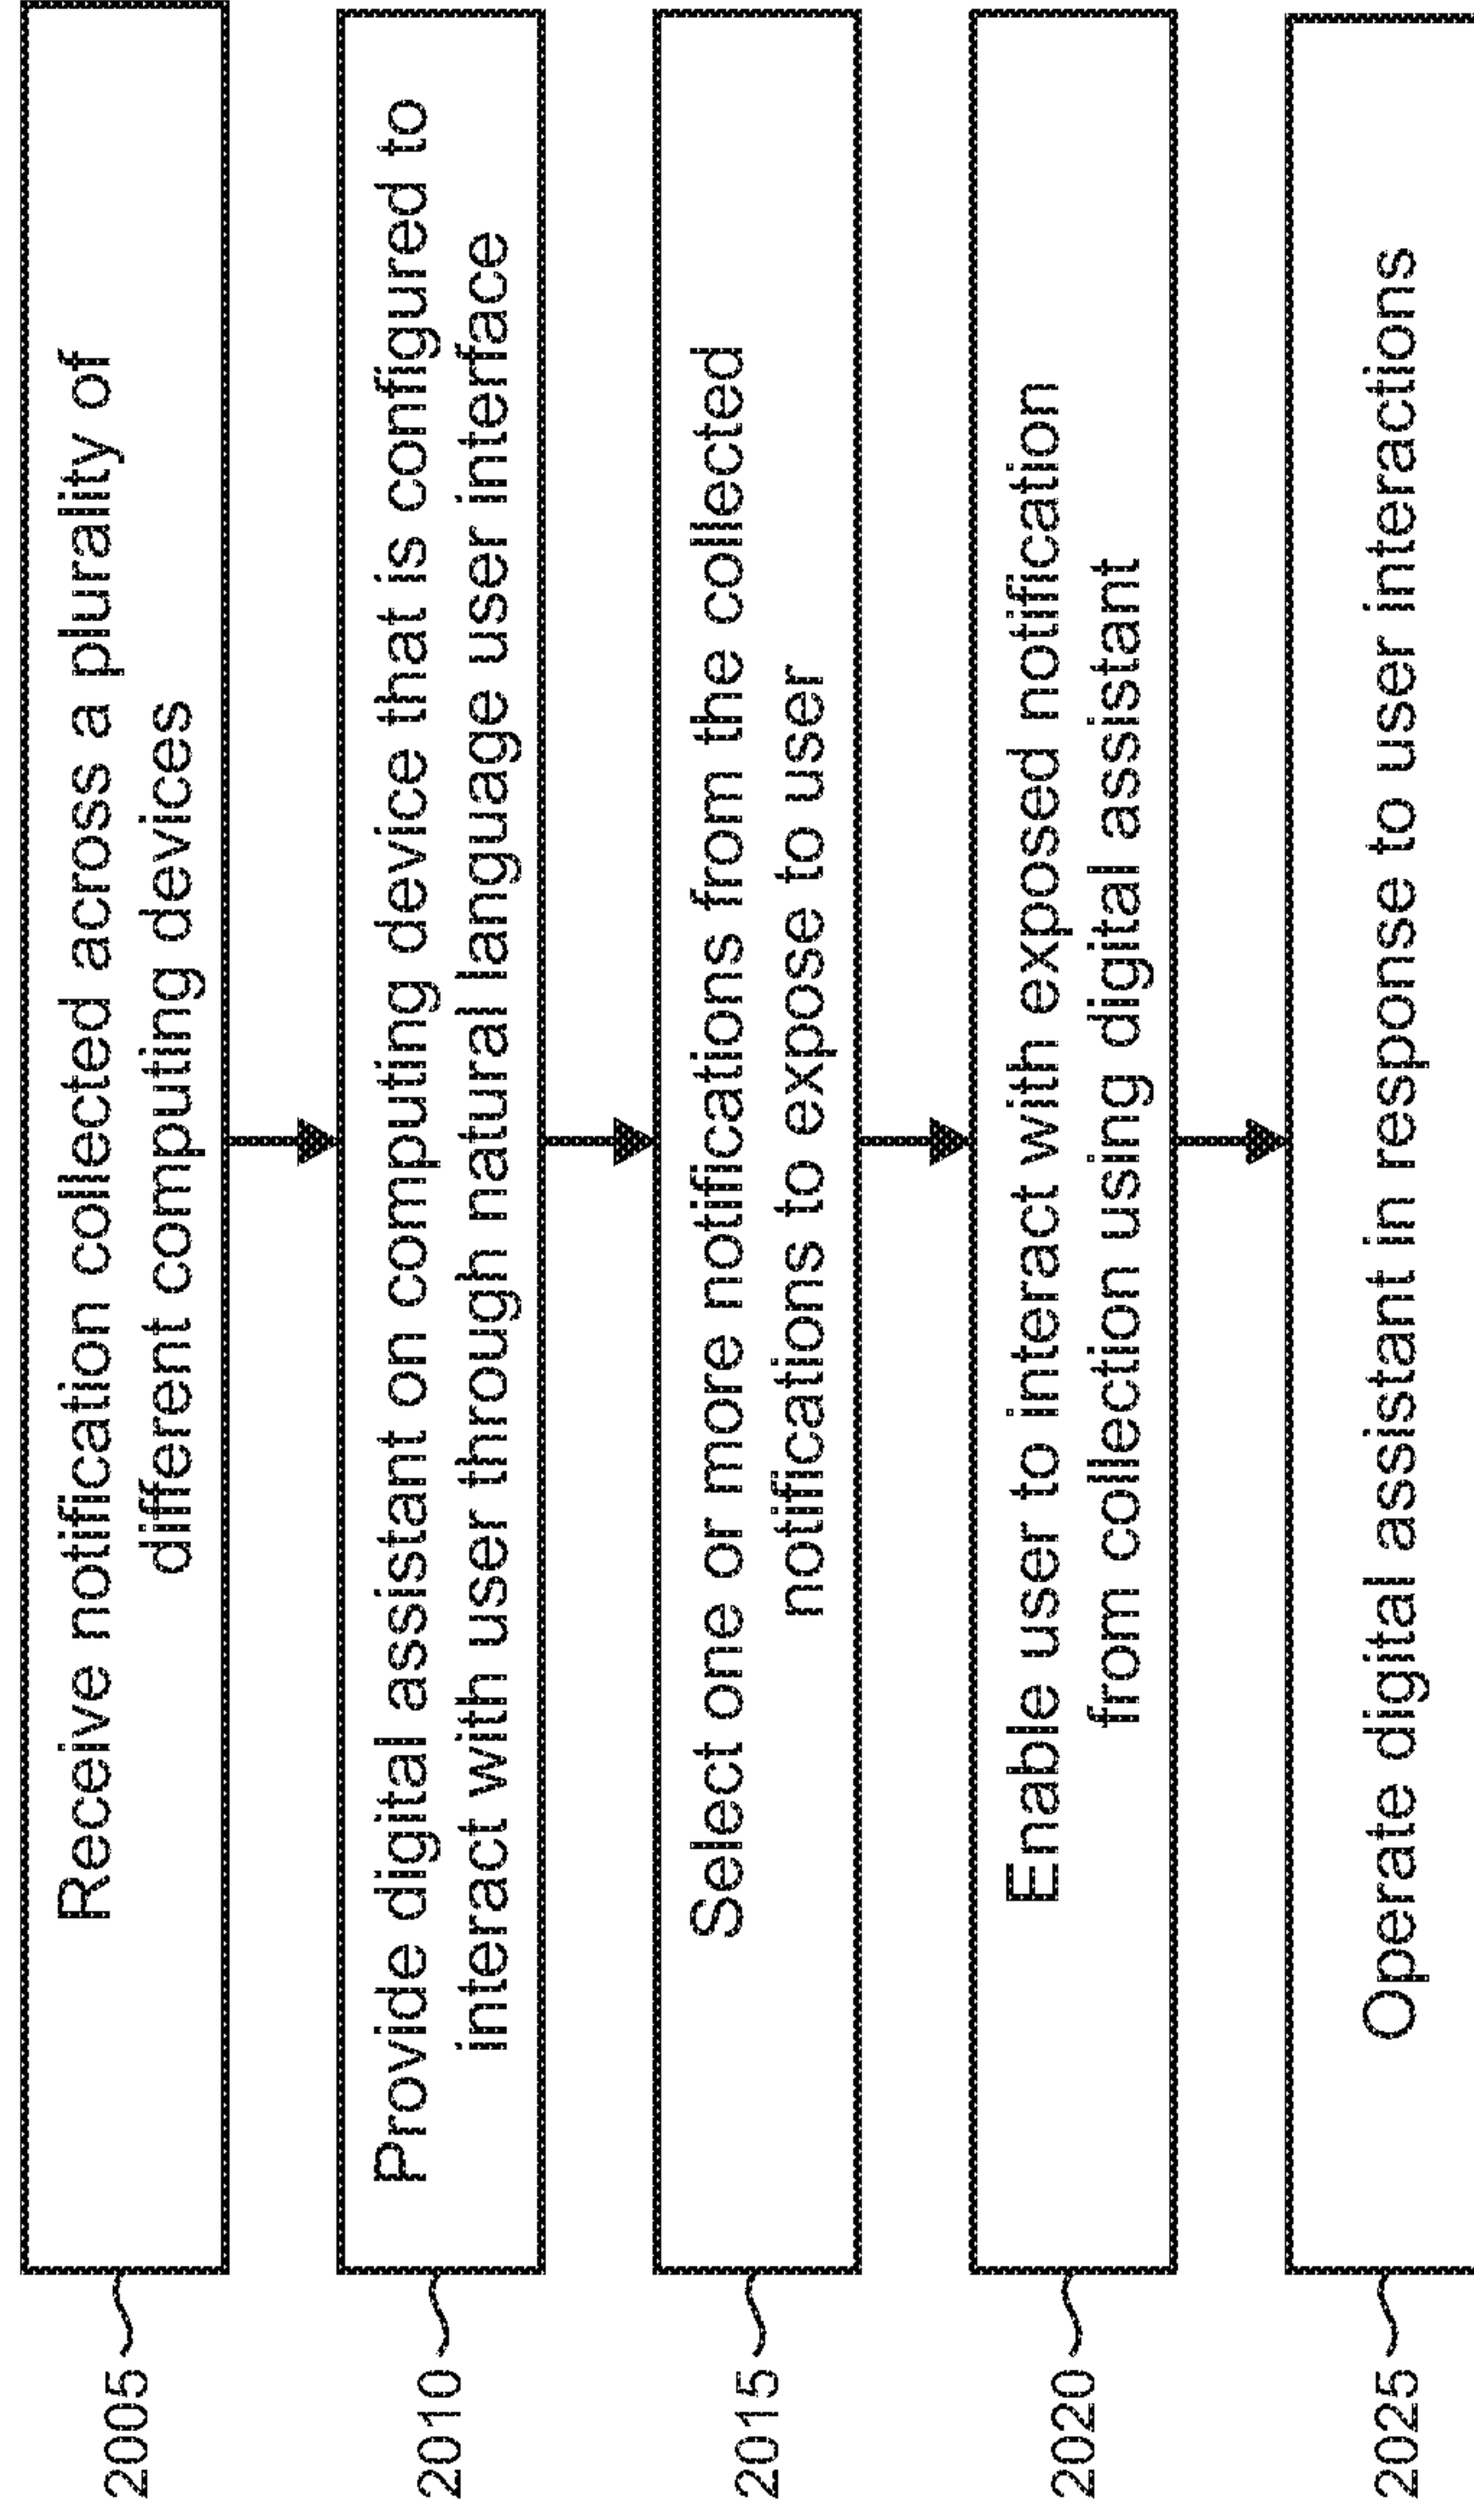 2005
Receive notification collected across a plurality of
different computing devices
2010
Provide digital assistant on computing device that is configured to
interact with user through natural language user interface
2015
Select one or more notifications from the collected
notifications to expose to user
2020
Enable user to interact with exposed notification
from collection using digital assistant
2025
Operate digital assistant in response to user interactions